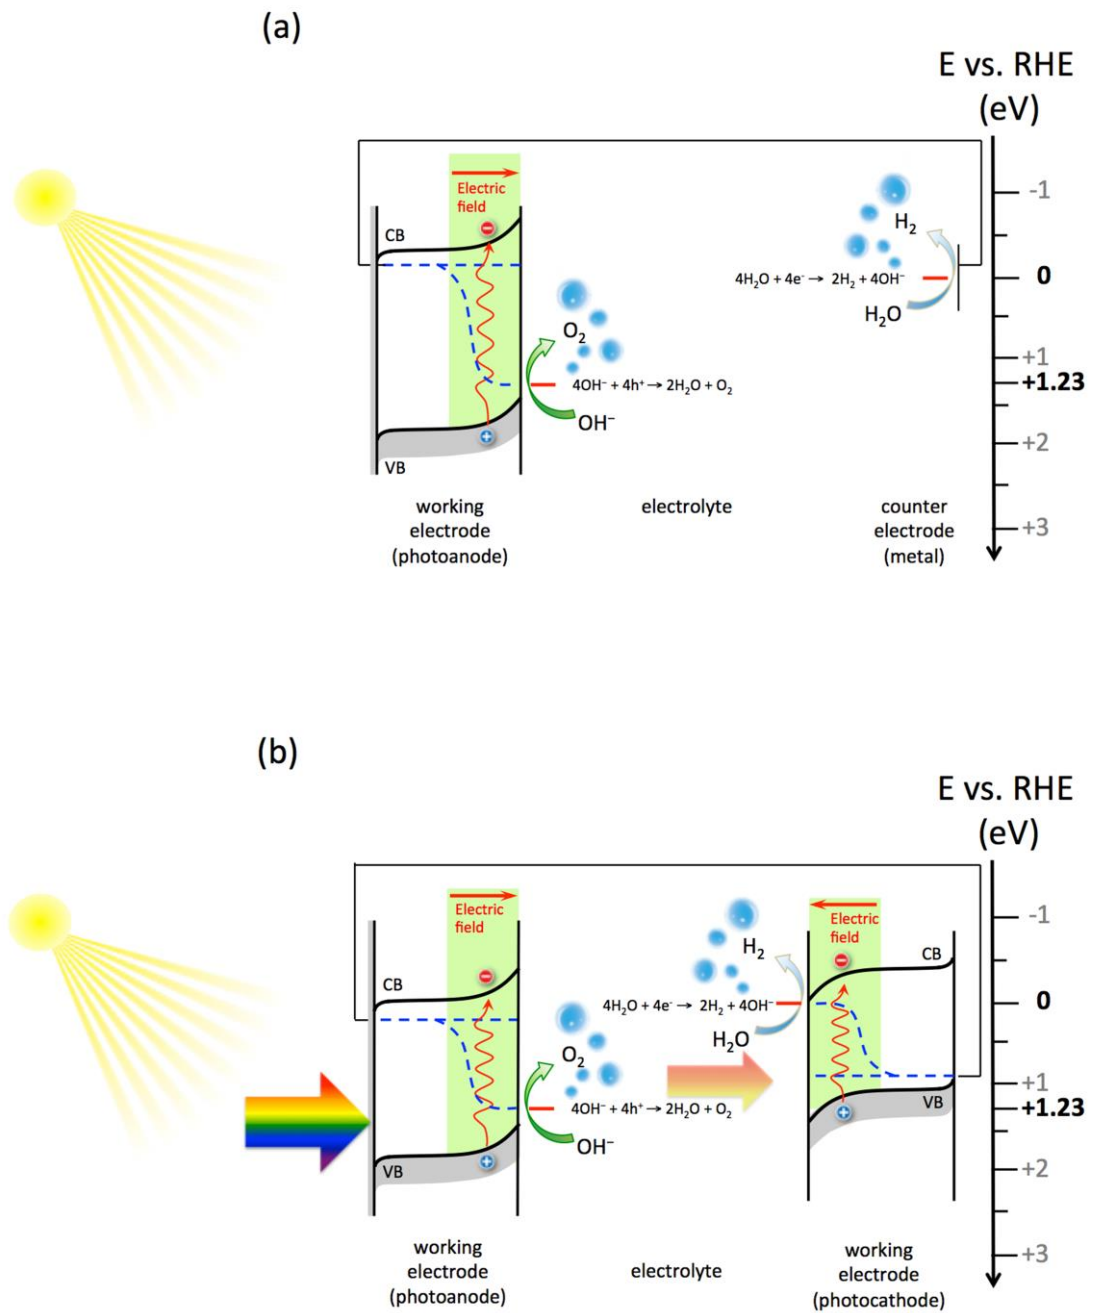 (a)
E vs. RHE
(eV)
Electric
field
CB
VB
O₂
4OH⁻ + 4h⁺ → 2H₂O + O₂
OH⁻
H₂
4H₂O + 4e⁻ → 2H₂ + 4OH⁻
H₂O
-1
0
+1
+1.23
+2
+3
working
electrode
(photoanode)
electrolyte
counter
electrode
(metal)
(b)
E vs. RHE
(eV)
Electric
field
CB
VB
O₂
4OH⁻ + 4h⁺ → 2H₂O + O₂
OH⁻
H₂
4H₂O + 4e⁻ → 2H₂ + 4OH⁻
H₂O
Electric
field
CB
VB
-1
0
+1
+1.23
+2
+3
working
electrode
(photoanode)
electrolyte
working
electrode
(photocathode)